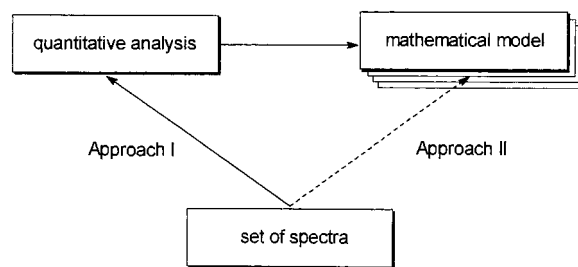 quantitative analysis
mathematical model
Approach I
Approach II
set of spectra